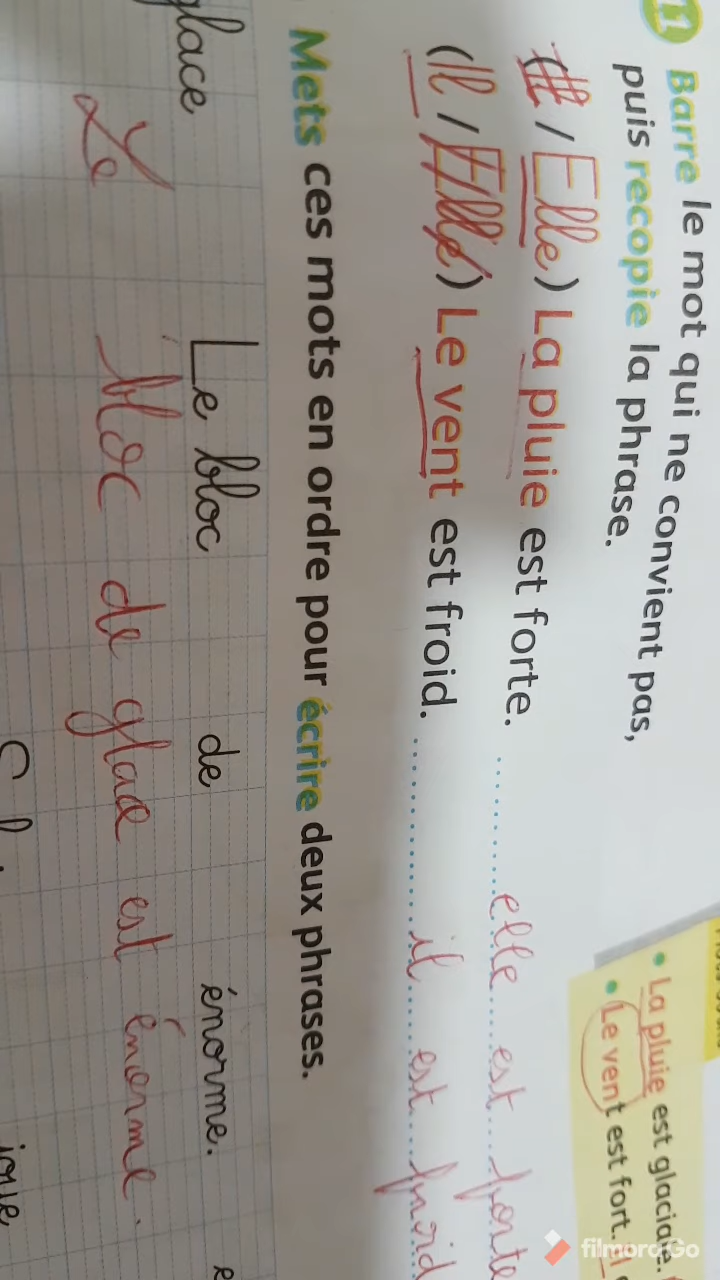 11 Barre le mot qui ne convient pas,
puis recopie la phrase.
(Il / Elle) La pluie est forte. elle est forte
(Il / Elle) Le vent est froid. il est froid
• La pluie est glaciale.
• Le vent est fort.
Mets ces mots en ordre pour écrire deux phrases.
glace Le bloc de énorme.
Le bloc de glace est énorme.
filmoraGo